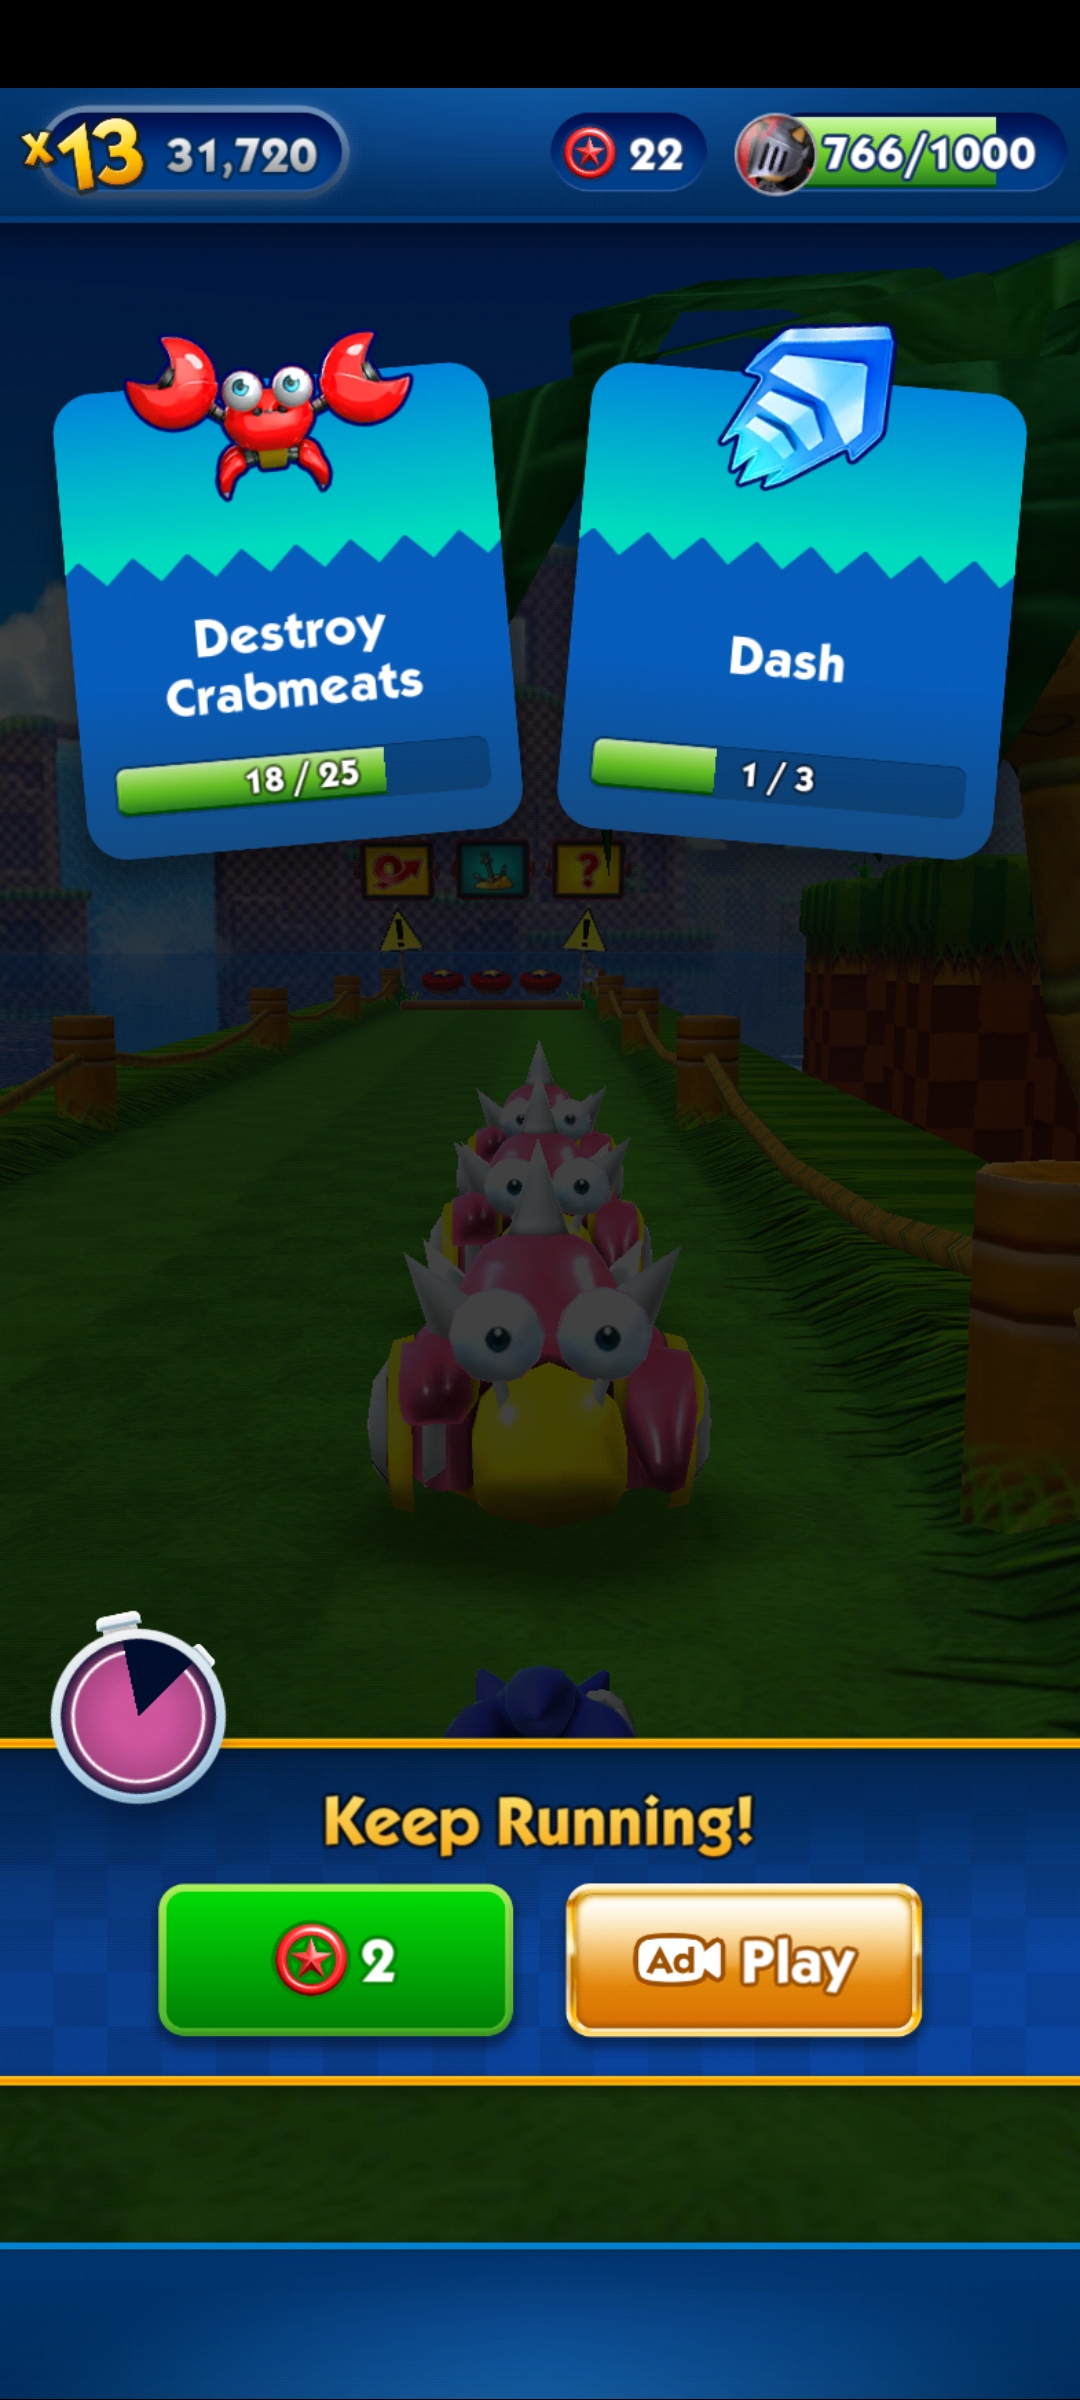 x13 31,720 22 766/1000
Destroy
Crabmeats
18 / 25
Dash
1 / 3
?
! !
Keep Running!
2
Ad Play